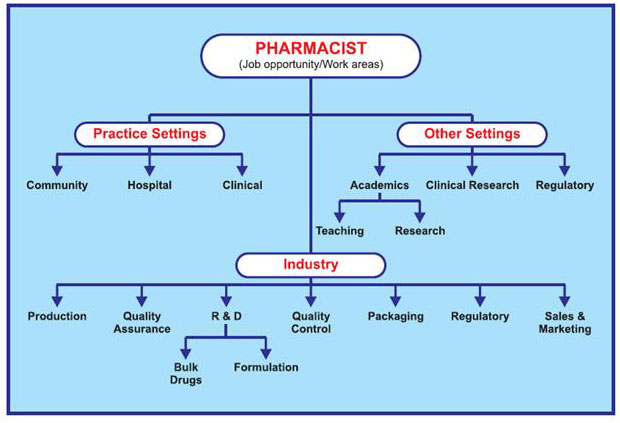 PHARMACIST
(Job opportunity/Work areas)
Practice Settings
Other Settings
Community
Hospital
Clinical
Academics
Clinical Research
Regulatory
Teaching
Research
Industry
Production
Quality
Assurance
R & D
Quality
Control
Packaging
Regulatory
Sales &
Marketing
Bulk
Drugs
Formulation